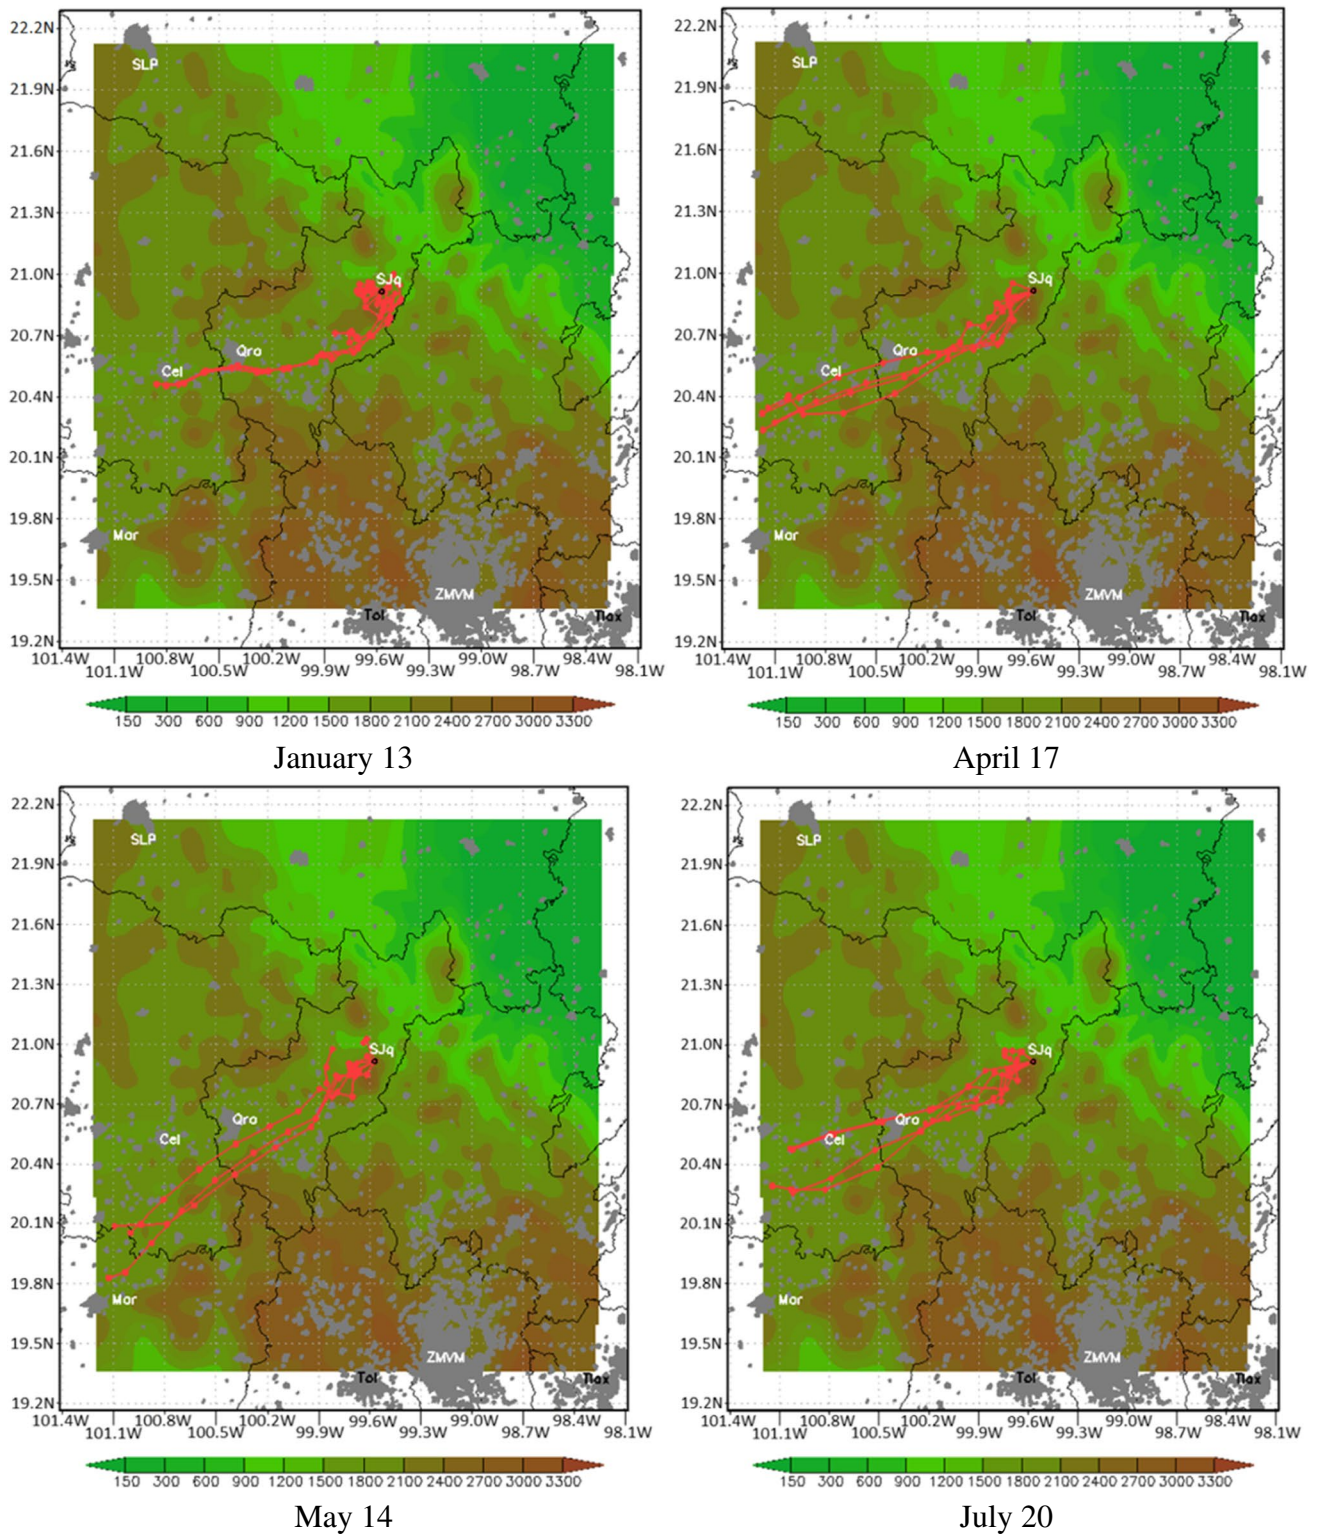 22.2N
21.9N
21.6N
21.3N
21.0N
20.7N
20.4N
20.1N
19.8N
19.5N
19.2N
SLP
SJq
Qro
Cel
Mor
ZMVM
Tol
Tlax
101.4W 100.8W 100.2W 99.6W 99.0W 98.4W
101.1W 100.5W 99.9W 99.3W 98.7W 98.1W
150 300 600 900 1200 1500 1800 2100 2400 2700 3000 3300
January 13
22.2N
21.9N
21.6N
21.3N
21.0N
20.7N
20.4N
20.1N
19.8N
19.5N
19.2N
SLP
SJq
Qro
Cel
Mor
ZMVM
Tol
Tlax
101.4W 100.8W 100.2W 99.6W 99.0W 98.4W
101.1W 100.5W 99.9W 99.3W 98.7W 98.1W
150 300 600 900 1200 1500 1800 2100 2400 2700 3000 3300
April 17
22.2N
21.9N
21.6N
21.3N
21.0N
20.7N
20.4N
20.1N
19.8N
19.5N
19.2N
SLP
SJq
Qro
Cel
Mor
ZMVM
Tol
Tlax
101.4W 100.8W 100.2W 99.6W 99.0W 98.4W
101.1W 100.5W 99.9W 99.3W 98.7W 98.1W
150 300 600 900 1200 1500 1800 2100 2400 2700 3000 3300
May 14
22.2N
21.9N
21.6N
21.3N
21.0N
20.7N
20.4N
20.1N
19.8N
19.5N
19.2N
SLP
SJq
Qro
Cel
Mor
ZMVM
Tol
Tlax
101.4W 100.8W 100.2W 99.6W 99.0W 98.4W
101.1W 100.5W 99.9W 99.3W 98.7W 98.1W
150 300 600 900 1200 1500 1800 2100 2400 2700 3000 3300
July 20